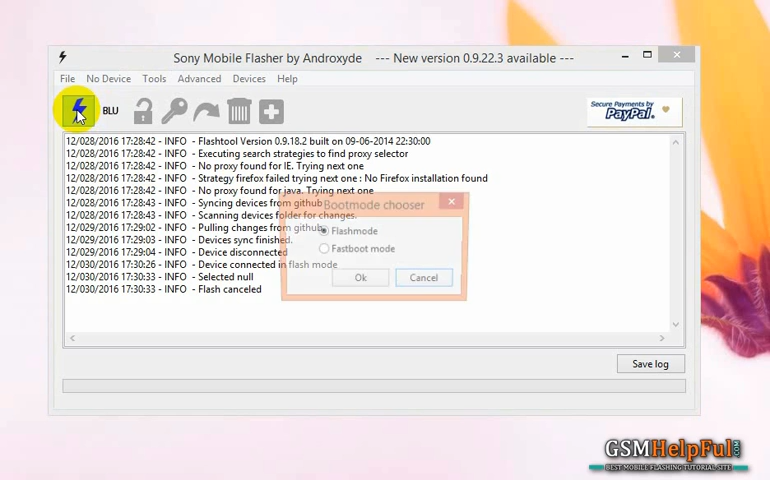 Sony Mobile Flasher by Androxyde --- New version 0.9.22.3 available ---
File No Device Tools Advanced Devices Help
BLU
Secure Payments by
PayPal
12/028/2016 17:28:42 - INFO - Flashtool Version 0.9.18.2 built on 09-06-2014 22:30:00
12/028/2016 17:28:42 - INFO - Executing search strategies to find proxy selector
12/028/2016 17:28:42 - INFO - No proxy found for IE. Trying next one
12/028/2016 17:28:42 - INFO - Strategy firefox failed trying next one : No Firefox installation found
12/028/2016 17:28:42 - INFO - No proxy found for java. Trying next one
12/028/2016 17:28:43 - INFO - Syncing devices from github
12/028/2016 17:28:43 - INFO - Scanning devices folder for changes.
12/029/2016 17:29:02 - INFO - Pulling changes from github.
12/029/2016 17:29:03 - INFO - Devices sync finished.
12/029/2016 17:29:04 - INFO - Device disconnected
12/030/2016 17:30:26 - INFO - Device connected in flash mode
12/030/2016 17:30:33 - INFO - Selected null
12/030/2016 17:30:33 - INFO - Flash canceled
Bootmode chooser
Flashmode
Fastboot mode
Ok Cancel
Save log
GSMHelpFul.com
BEST MOBILE FLASHING TUTORIAL SITE